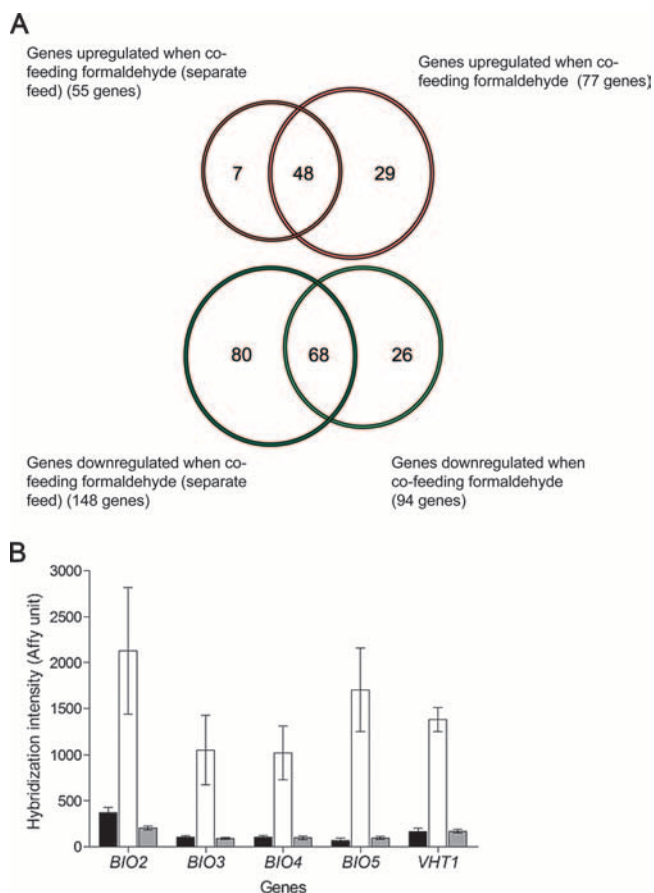 A
Genes upregulated when co-
feeding formaldehyde (separate
feed) (55 genes)
Genes upregulated when co-
feeding formaldehyde (77 genes)
7
48
29
80
68
26
Genes downregulated when co-
feeding formaldehyde (separate
feed) (148 genes)
Genes downregulated when
co-feeding formaldehyde
(94 genes)
B
Hybridization intensity (Affy unit)
3000
2500
2000
1500
1000
500
0
BIO2 BIO3 BIO4 BIO5 VHT1
Genes